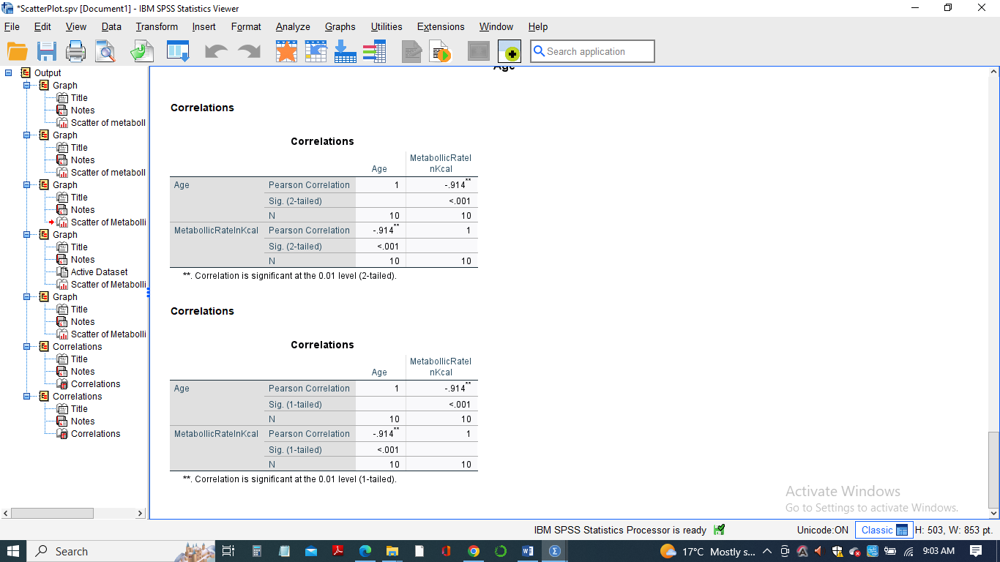 *ScatterPlot.spv [Document1] - IBM SPSS Statistics Viewer
File Edit View Data Transform Insert Format Analyze Graphs Utilities Extensions Window Help
Search application
Output
Graph
Title
Notes
Scatter of metaboll
Graph
Title
Notes
Scatter of metaboll
Graph
Title
Notes
Scatter of Metabolli
Graph
Title
Notes
Active Dataset
Scatter of Metabolli
Graph
Title
Notes
Scatter of Metabolli
Correlations
Title
Notes
Correlations
Correlations
Title
Notes
Correlations
Age
Correlations
Correlations
Age MetabollicRateI
nKcal
Age Pearson Correlation 1 -.914**
Sig. (2-tailed) <.001
N 10 10
MetabollicRateInKcal Pearson Correlation -.914** 1
Sig. (2-tailed) <.001
N 10 10
**. Correlation is significant at the 0.01 level (2-tailed).
Correlations
Correlations
Age MetabollicRateI
nKcal
Age Pearson Correlation 1 -.914**
Sig. (1-tailed) <.001
N 10 10
MetabollicRateInKcal Pearson Correlation -.914** 1
Sig. (1-tailed) <.001
N 10 10
**. Correlation is significant at the 0.01 level (1-tailed).
Activate Windows
Go to Settings to activate Windows.
IBM SPSS Statistics Processor is ready Unicode:ON Classic H: 503, W: 853 pt.
Search 17°C Mostly s... 9:03 AM